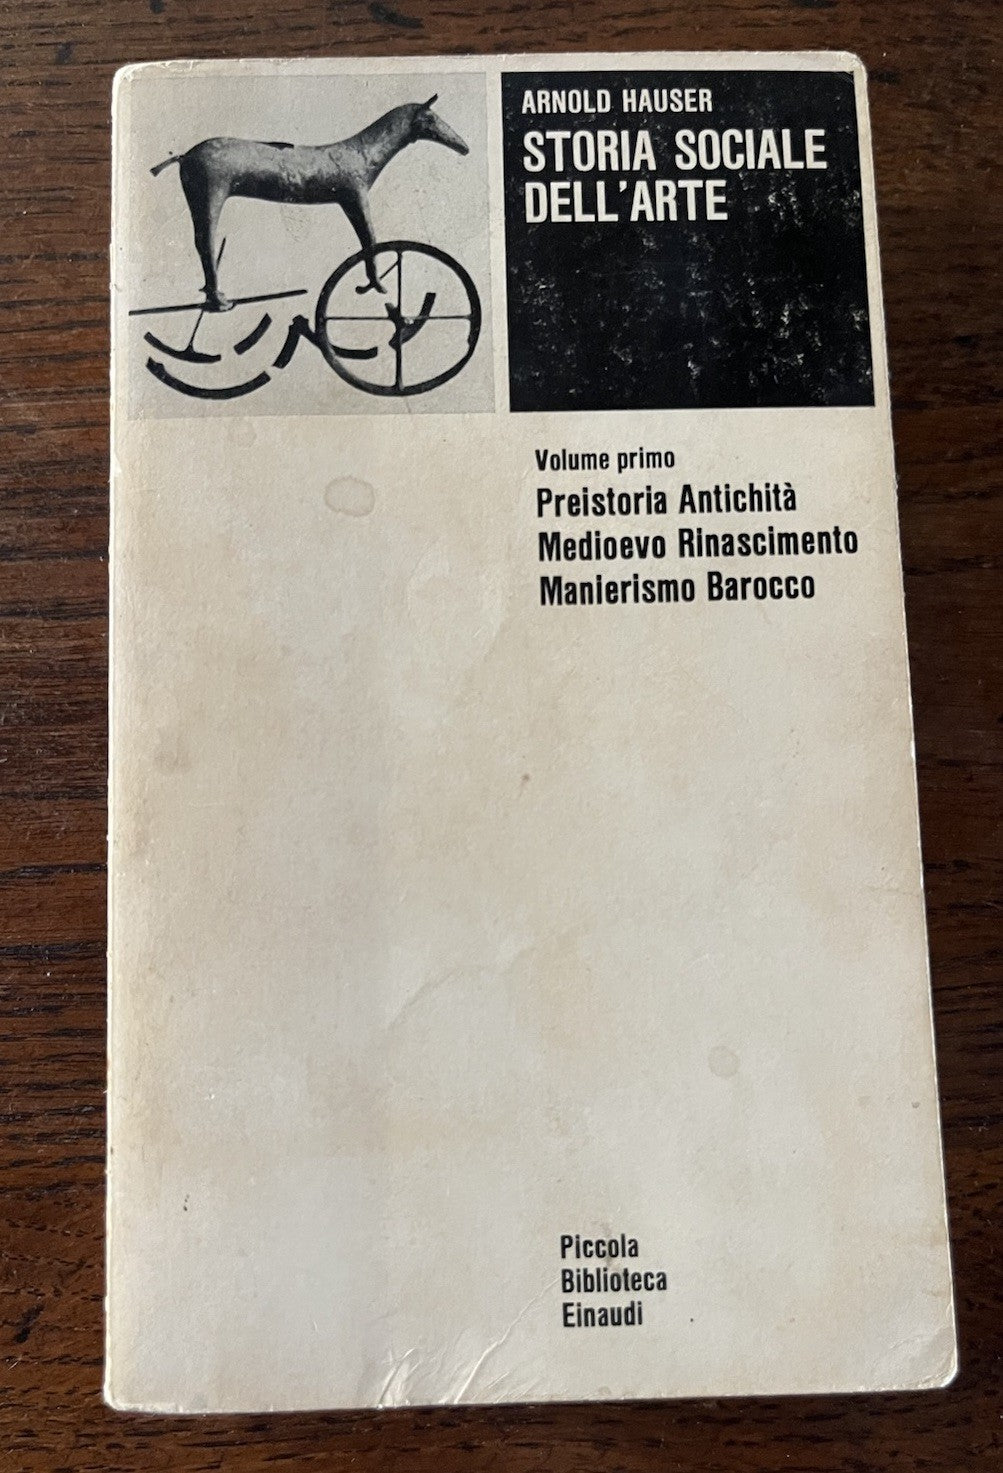 ARNOLD HAUSER
STORIA SOCIALE
DELL'ARTE
Volume primo
Preistoria Antichità
Medioevo Rinascimento
Manierismo Barocco
Piccola
Biblioteca
Einaudi